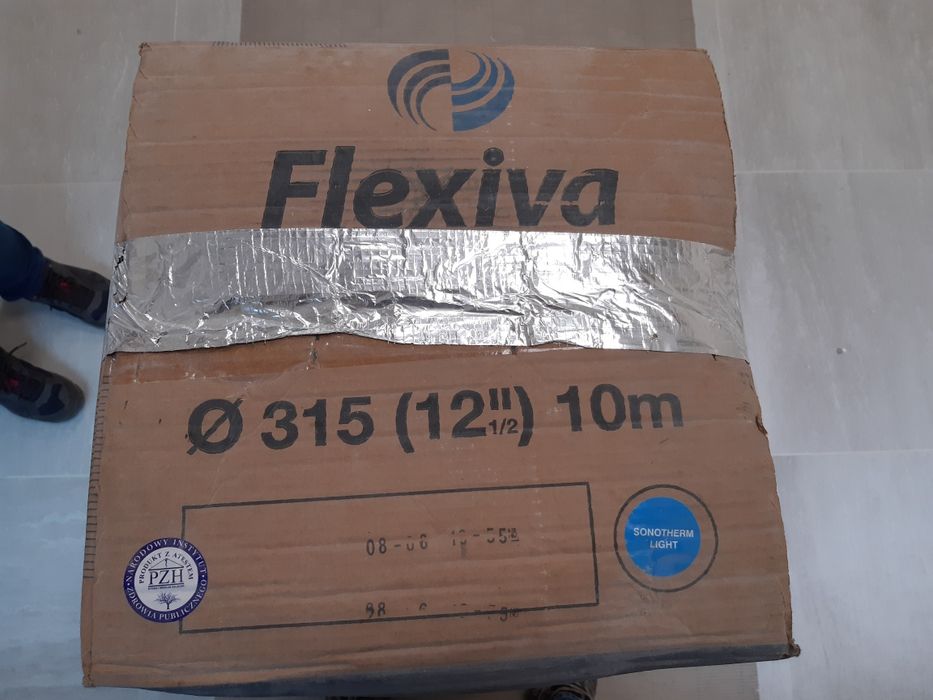 Flexiva
Ø 315 (12"1/2) 10m
SONOTHERM
LIGHT
NARODOWY INSTYTUT
PRODUKT Z ATESTEM
PZH
ZDROWIA PUBLICZNEGO